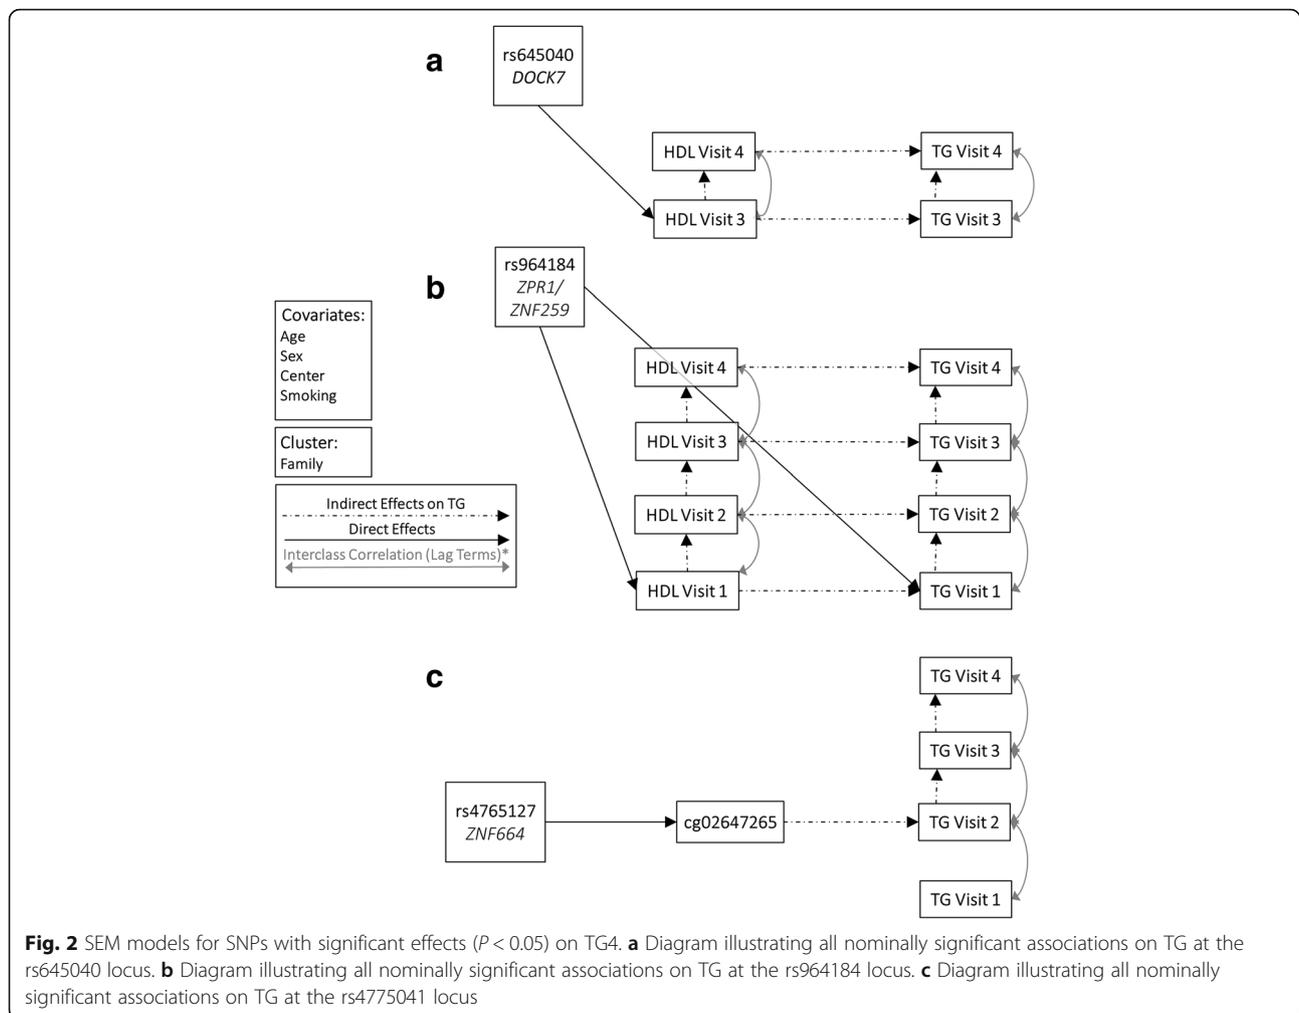 a
rs645040
DOCK7
HDL Visit 4
TG Visit 4
HDL Visit 3
TG Visit 3
b
rs964184
ZPR1/
ZNF259
Covariates:
Age
Sex
Center
Smoking
Cluster:
Family
Indirect Effects on TG
Direct Effects
Interclass Correlation (Lag Terms)*
HDL Visit 4
TG Visit 4
HDL Visit 3
TG Visit 3
HDL Visit 2
TG Visit 2
HDL Visit 1
TG Visit 1
c
TG Visit 4
TG Visit 3
rs4765127
ZNF664
cg02647265
TG Visit 2
TG Visit 1
Fig. 2 SEM models for SNPs with significant effects (P < 0.05) on TG4. a Diagram illustrating all nominally significant associations on TG at the
rs645040 locus. b Diagram illustrating all nominally significant associations on TG at the rs964184 locus. c Diagram illustrating all nominally
significant associations on TG at the rs4775041 locus